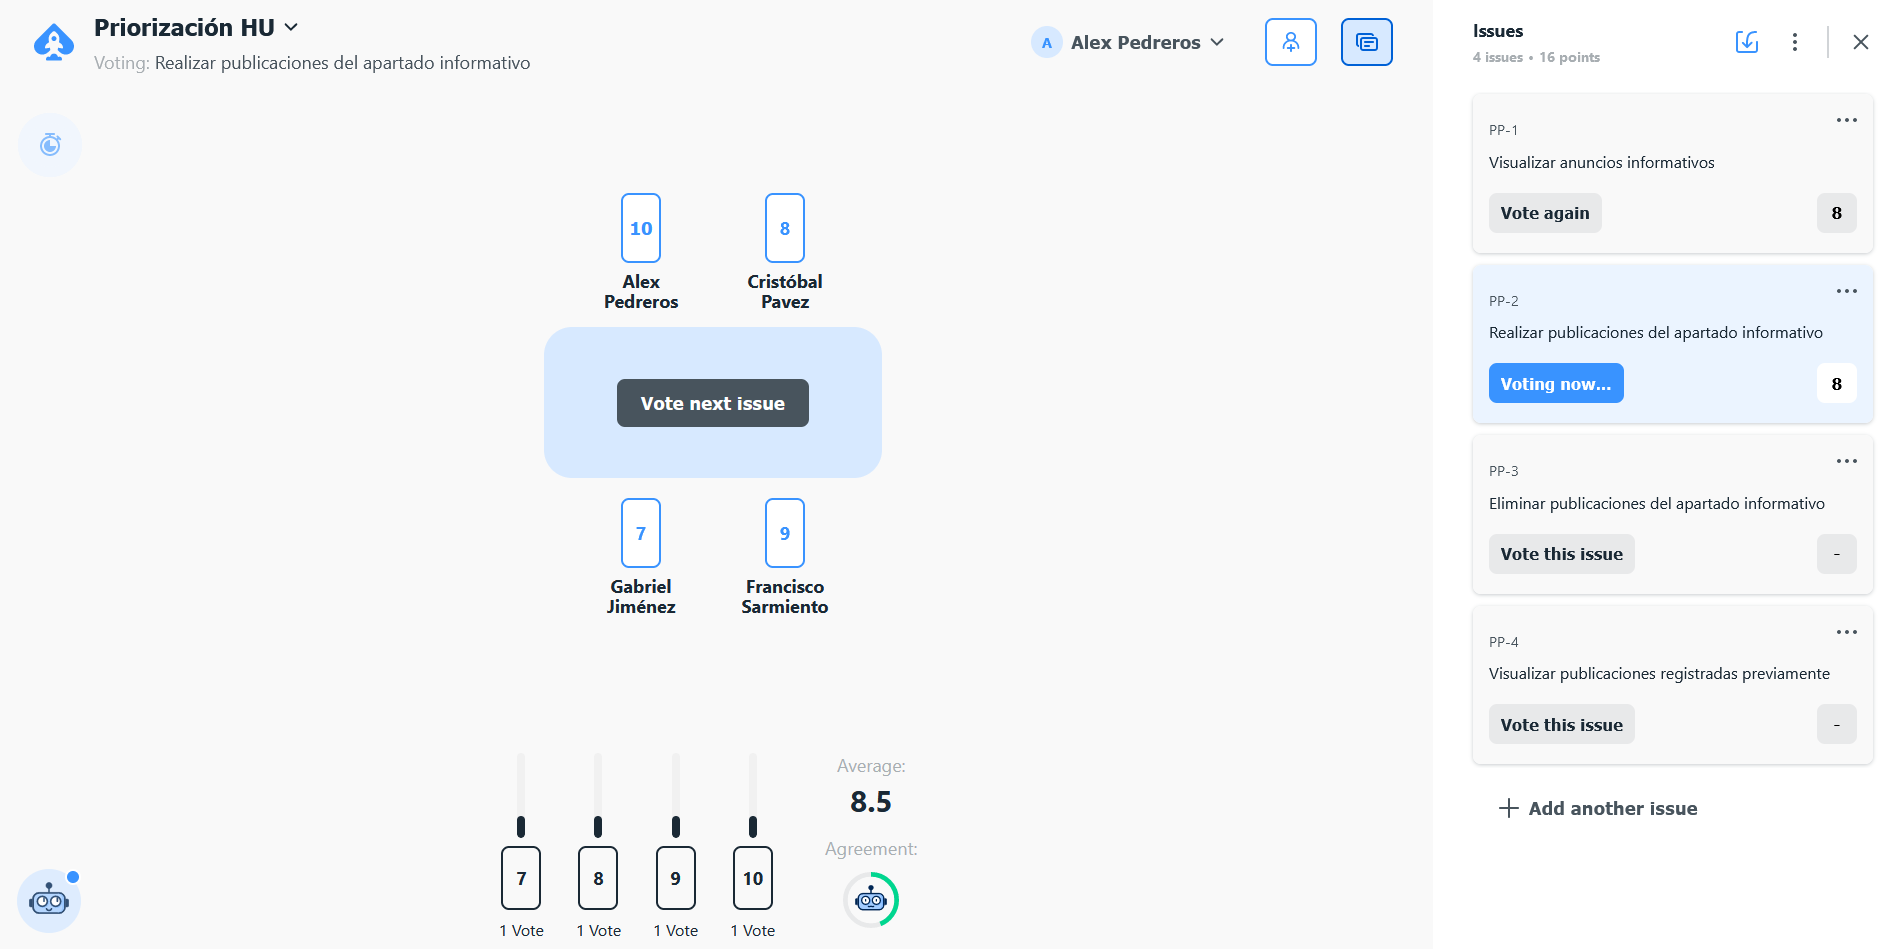 Priorización HU
Voting: Realizar publicaciones del apartado informativo
A Alex Pedreros
10
8
Alex
Pedreros
Cristóbal
Pavez
Vote next issue
7
9
Gabriel
Jiménez
Francisco
Sarmiento
7
8
9
10
1 Vote
1 Vote
1 Vote
1 Vote
Average:
8.5
Agreement:
Issues
4 issues • 16 points
PP-1
Visualizar anuncios informativos
Vote again
8
PP-2
Realizar publicaciones del apartado informativo
Voting now...
8
PP-3
Eliminar publicaciones del apartado informativo
Vote this issue
-
PP-4
Visualizar publicaciones registradas previamente
Vote this issue
-
Add another issue